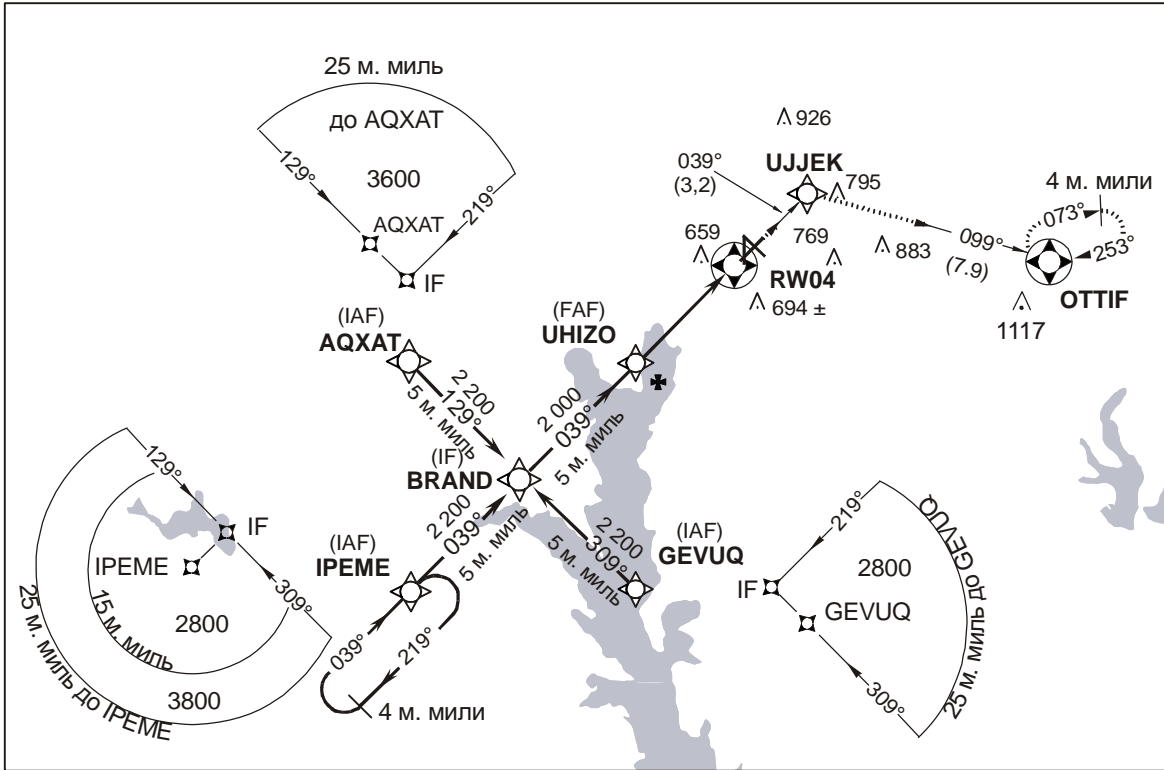 25 м. миль
до AQXAT
3600
129°
219°
AQXAT
IF
926
UJJEK
039°
(3,2)
795
4 м. мили
073°
253°
659
769
883
099°
(7.9)
RW04
694 ±
OTTIF
1117
(IAF)
AQXAT
(FAF)
UHIZO
2 200
129°
5 м. миль
2 000
039°
5 м. миль
(IF)
BRAND
129°
IF
IPEME
309°
2800
15 м. миль
3800
25 м. миль до IPEME
2 200
039°
5 м. миль
(IAF)
IPEME
2 200
309°
5 м. миль
(IAF)
GEVUQ
039°
219°
4 м. мили
219°
2800
IF
GEVUQ
309°
25 м. миль до GEVUQ